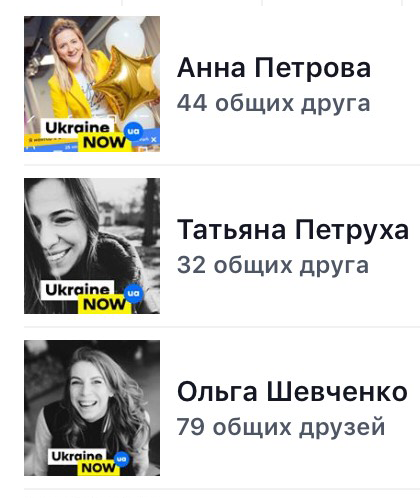 Анна Петрова
44 общих друга
Ukraine
NOW
ua
Татьяна Петруха
32 общих друга
Ukraine
NOW
ua
Ольга Шевченко
79 общих друзей
Ukraine
NOW
ua